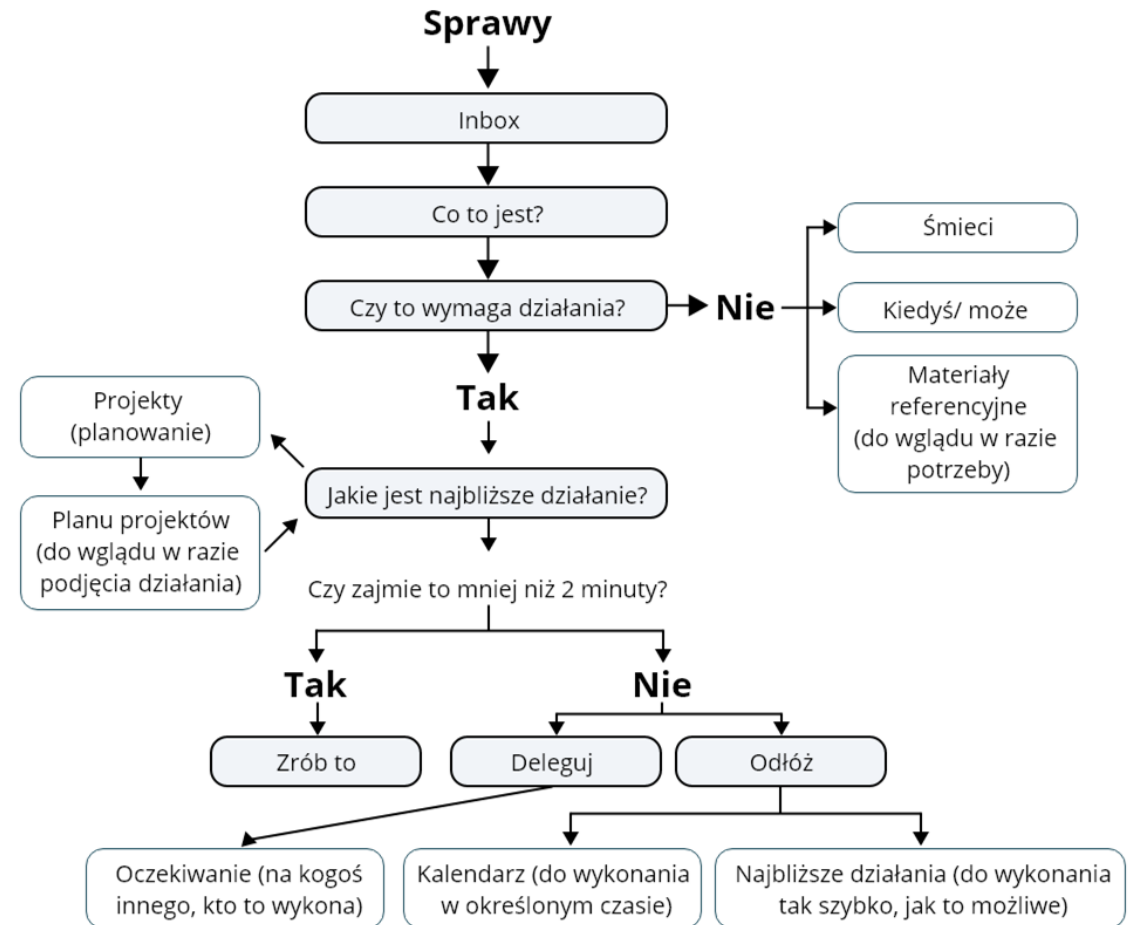 Sprawy
Inbox
Co to jest?
Czy to wymaga działania?
Nie
Śmieci
Kiedyś/ może
Materiały
referencyjne
(do wglądu w razie
potrzeby)
Tak
Projekty
(planowanie)
Jakie jest najbliższe działanie?
Planu projektów
(do wglądu w razie
podjęcia działania)
Czy zajmie to mniej niż 2 minuty?
Tak
Nie
Zrób to
Deleguj
Odłóż
Oczekiwanie (na kogoś
innego, kto to wykona)
Kalendarz (do wykonania
w określonym czasie)
Najbliższe działania (do wykonania
tak szybko, jak to możliwe)